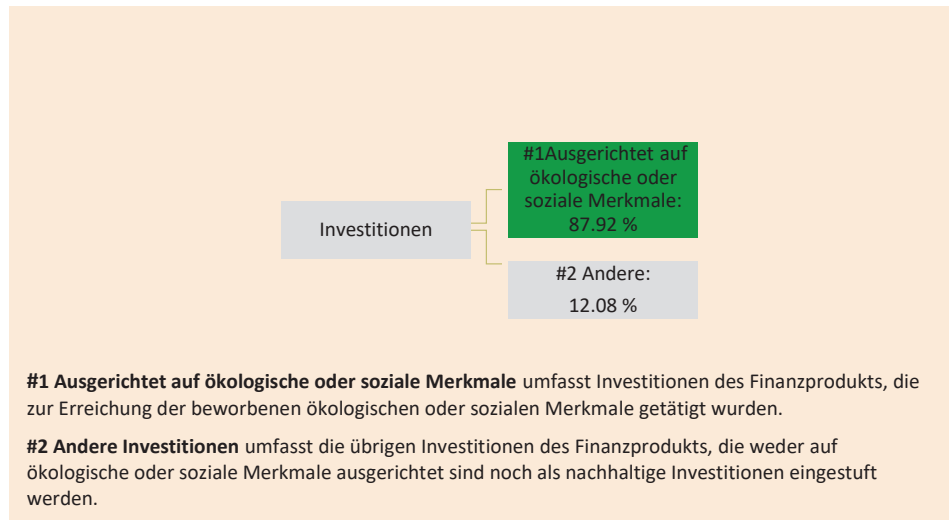 #1Ausgerichtet auf
ökologische oder
soziale Merkmale:
87.92 %
Investitionen
#2 Andere:
12.08 %
#1 Ausgerichtet auf ökologische oder soziale Merkmale umfasst Investitionen des Finanzprodukts, die
zur Erreichung der beworbenen ökologischen oder sozialen Merkmale getätigt wurden.
#2 Andere Investitionen umfasst die übrigen Investitionen des Finanzprodukts, die weder auf
ökologische oder soziale Merkmale ausgerichtet sind noch als nachhaltige Investitionen eingestuft
werden.